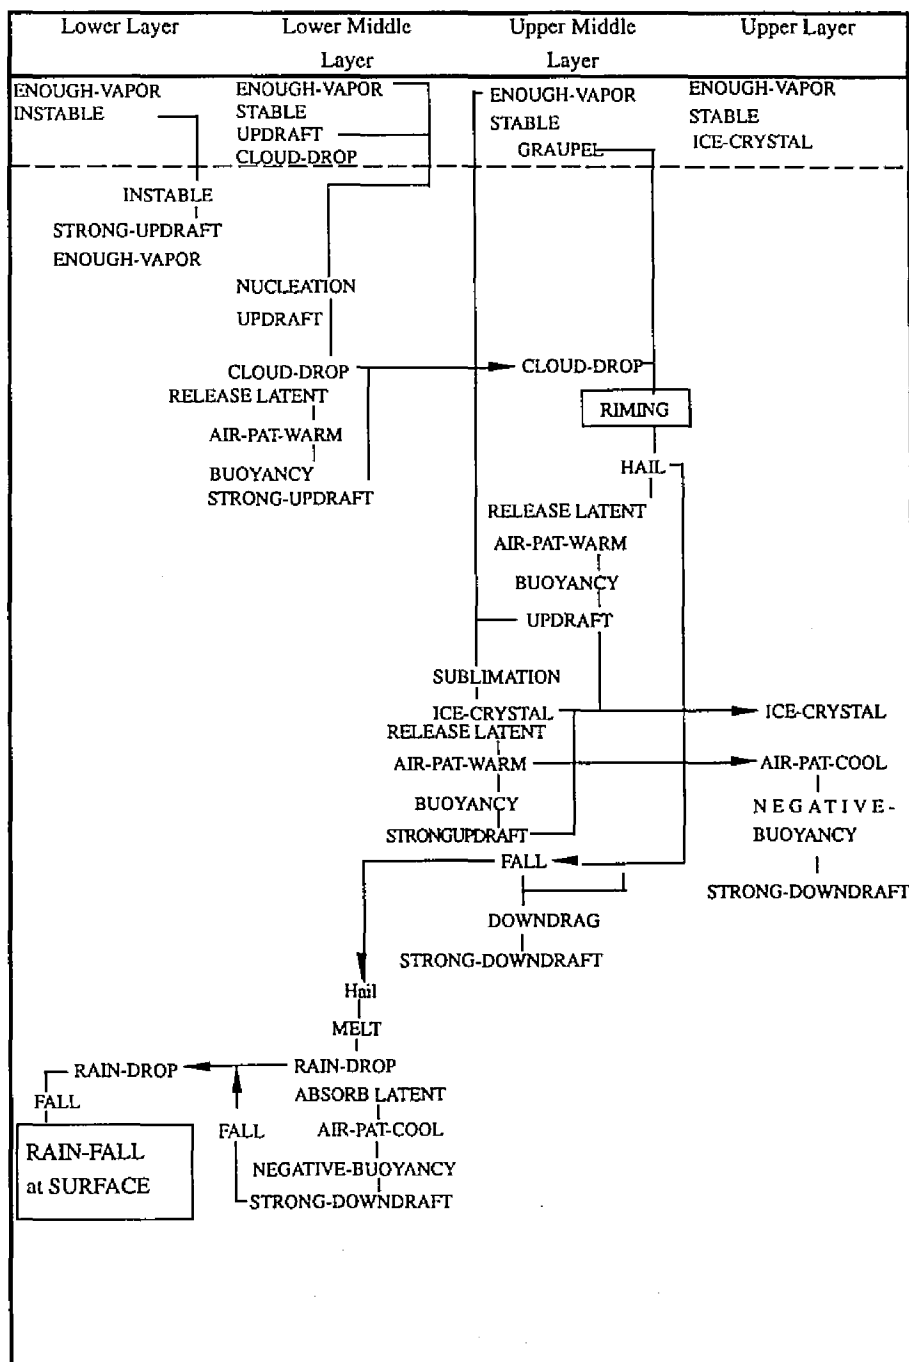 Lower Layer
Lower Middle
Layer
Upper Middle
Layer
Upper Layer
ENOUGH-VAPOR
INSTABLE
ENOUGH-VAPOR
STABLE
UPDRAFT
CLOUD-DROP
ENOUGH-VAPOR
STABLE
GRAUPEL
ENOUGH-VAPOR
STABLE
ICE-CRYSTAL
INSTABLE
STRONG-UPDRAFT
ENOUGH-VAPOR
NUCLEATION
UPDRAFT
CLOUD-DROP
RELEASE LATENT
AIR-PAT-WARM
BUOYANCY
STRONG-UPDRAFT
CLOUD-DROP
RIMING
HAIL
RELEASE LATENT
AIR-PAT-WARM
BUOYANCY
UPDRAFT
SUBLIMATION
ICE-CRYSTAL
RELEASE LATENT
AIR-PAT-WARM
BUOYANCY
STRONGUPDRAFT
ICE-CRYSTAL
AIR-PAT-COOL
NEGATIVE-
BUOYANCY
STRONG-DOWNDRAFT
FALL
DOWNDRAG
STRONG-DOWNDRAFT
Hail
MELT
RAIN-DROP
ABSORB LATENT
AIR-PAT-COOL
NEGATIVE-BUOYANCY
STRONG-DOWNDRAFT
FALL
RAIN-DROP
FALL
RAIN-FALL
at SURFACE